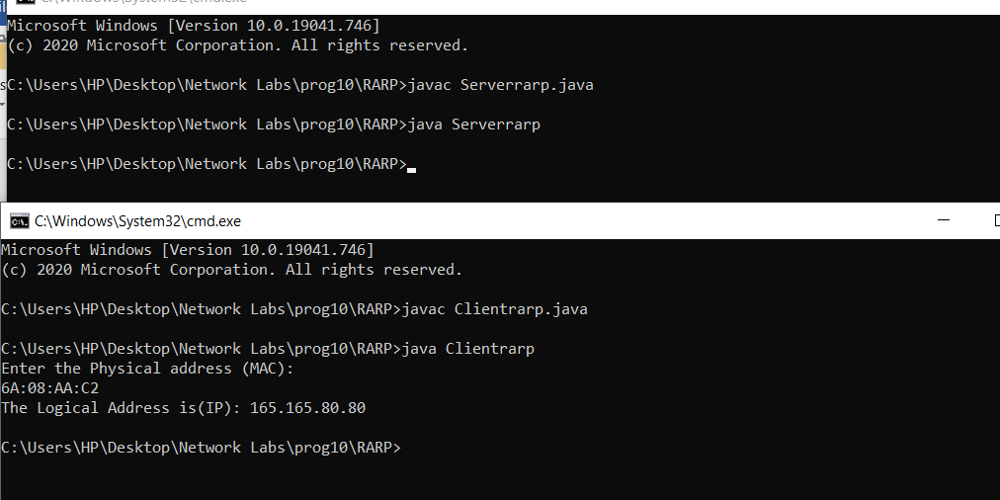 Microsoft Windows [Version 10.0.19041.746]
(c) 2020 Microsoft Corporation. All rights reserved.
C:\Users\HP\Desktop\Network Labs\prog10\RARP>javac Serverrarp.java
C:\Users\HP\Desktop\Network Labs\prog10\RARP>java Serverrarp
C:\Users\HP\Desktop\Network Labs\prog10\RARP>
C:\Windows\System32\cmd.exe
Microsoft Windows [Version 10.0.19041.746]
(c) 2020 Microsoft Corporation. All rights reserved.
C:\Users\HP\Desktop\Network Labs\prog10\RARP>javac Clientrarp.java
C:\Users\HP\Desktop\Network Labs\prog10\RARP>java Clientrarp
Enter the Physical address (MAC):
6A:08:AA:C2
The Logical Address is(IP): 165.165.80.80
C:\Users\HP\Desktop\Network Labs\prog10\RARP>